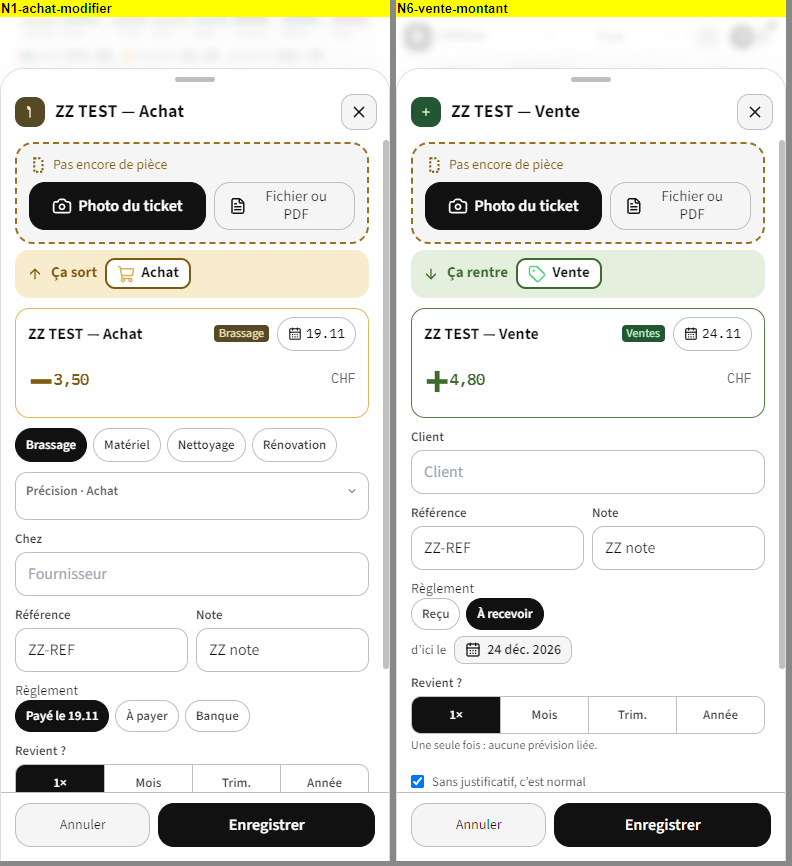 N1-achat-modifier
ZZ TEST — Achat
Pas encore de pièce
Photo du ticket
Fichier ou
PDF
Ça sort
Achat
ZZ TEST — Achat
Brassage
19.11
−3,50
CHF
Brassage
Matériel
Nettoyage
Rénovation
Précision · Achat
Chez
Fournisseur
Référence
Note
ZZ-REF
ZZ note
Règlement
Payé le 19.11
À payer
Banque
Revient ?
1×
Mois
Trim.
Année
Annuler
Enregistrer
N6-vente-montant
ZZ TEST — Vente
Pas encore de pièce
Photo du ticket
Fichier ou
PDF
Ça rentre
Vente
ZZ TEST — Vente
Ventes
24.11
+4,80
CHF
Client
Client
Référence
Note
ZZ-REF
ZZ note
Règlement
Reçu
À recevoir
d’ici le
24 déc. 2026
Revient ?
1×
Mois
Trim.
Année
Une seule fois : aucune prévision liée.
Sans justificatif, c’est normal
Annuler
Enregistrer